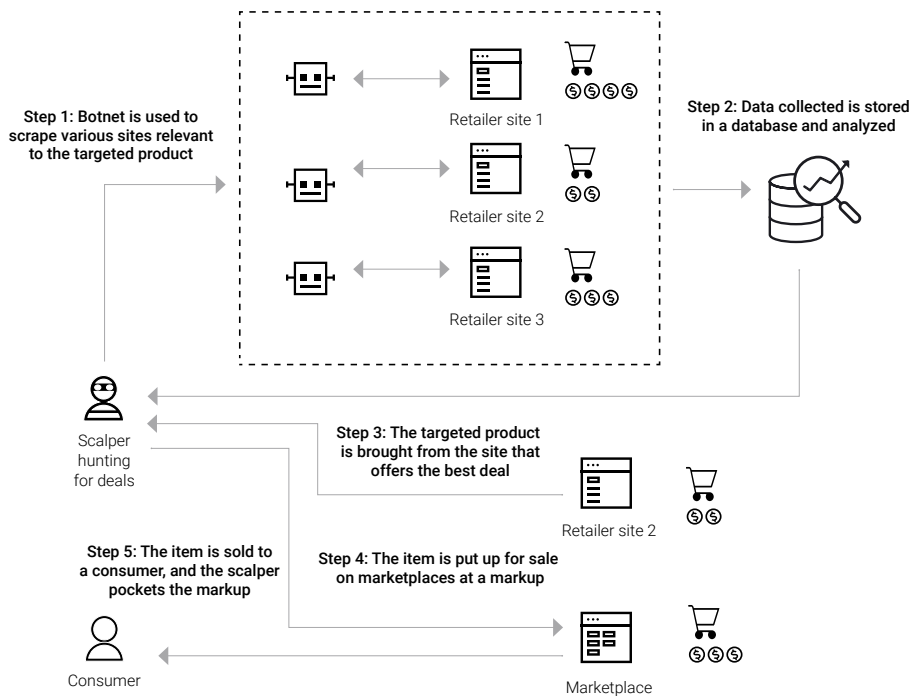 Step 1: Botnet is used to
scrape various sites relevant
to the targeted product
Retailer site 1
Retailer site 2
Retailer site 3
Step 2: Data collected is stored
in a database and analyzed
Scalper
hunting
for deals
Step 3: The targeted product
is brought from the site that
offers the best deal
Retailer site 2
Step 4: The item is put up for sale
on marketplaces at a markup
Marketplace
Step 5: The item is sold to
a consumer, and the scalper
pockets the markup
Consumer